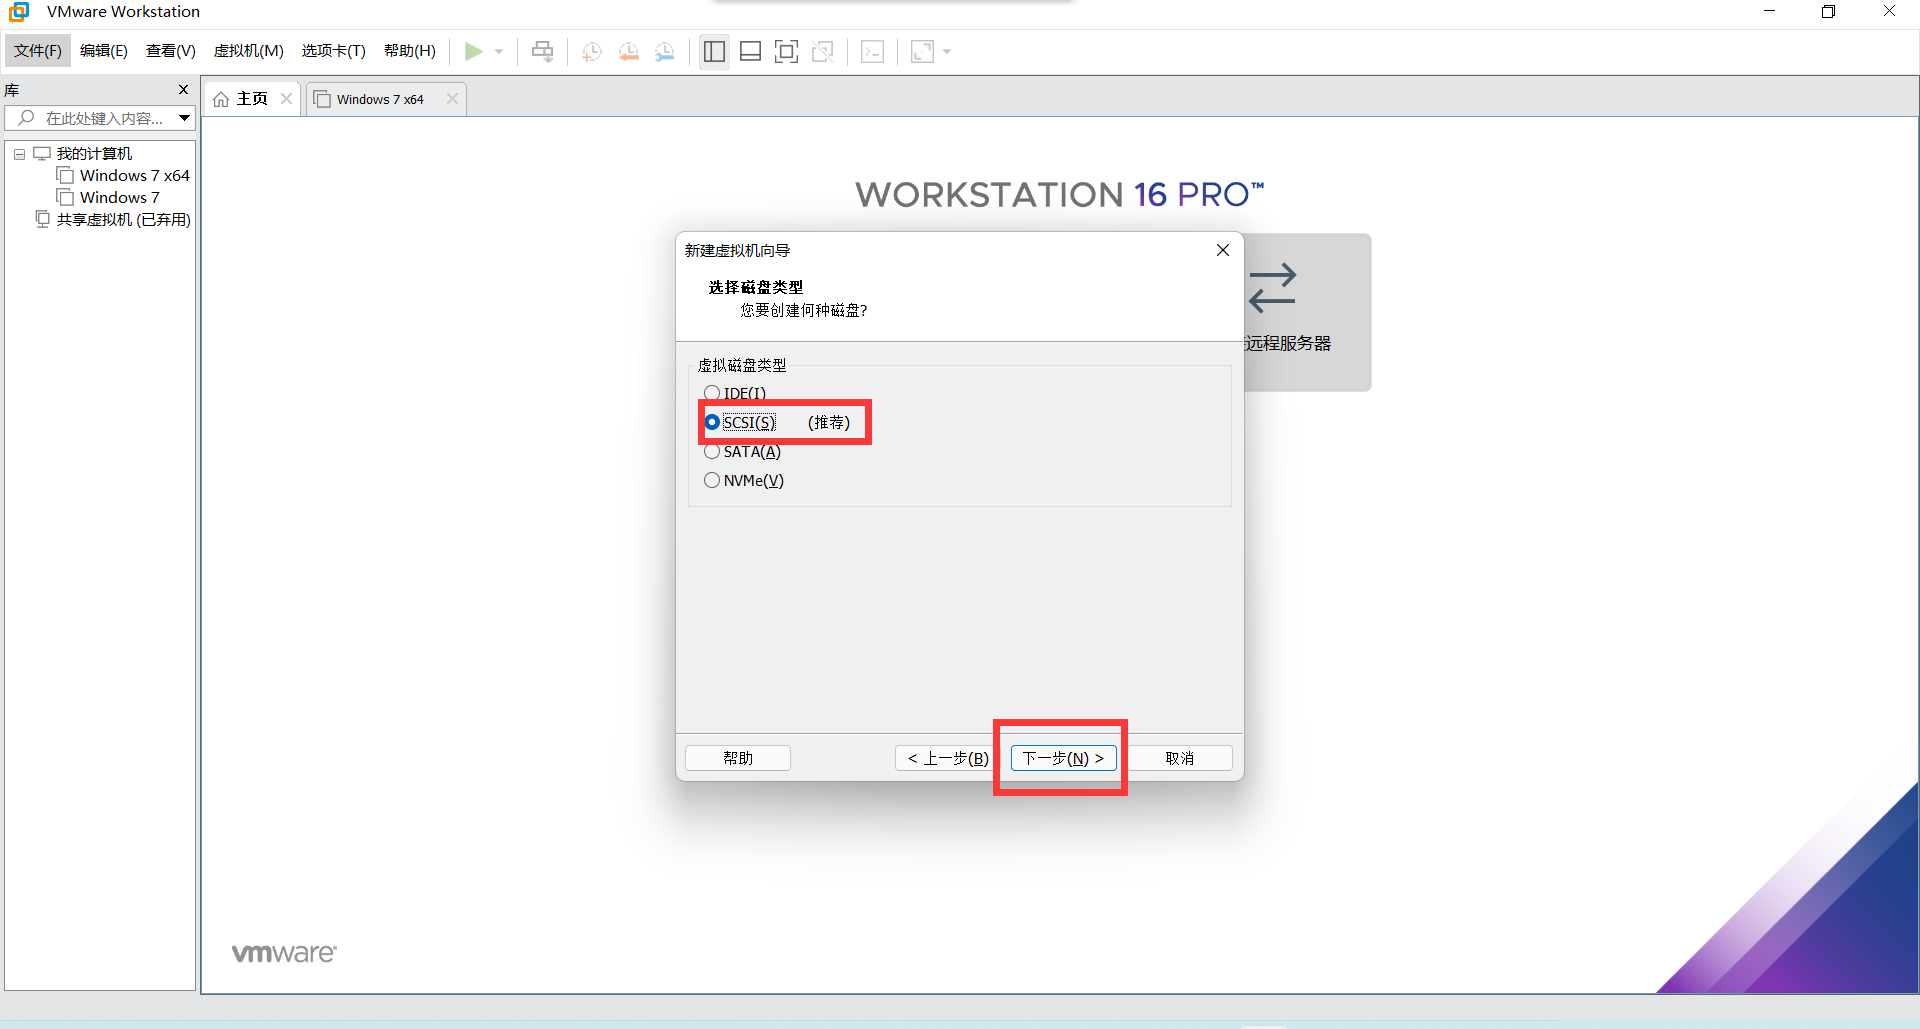 VMware Workstation
文件(F) 编辑(E) 查看(V) 虚拟机(M) 选项卡(T) 帮助(H)
库
在此处键入内容...
我的计算机
Windows 7 x64
Windows 7
共享虚拟机 (已弃用)
主页 Windows 7 x64
WORKSTATION 16 PRO™
远程服务器
新建虚拟机向导
选择磁盘类型
您要创建何种磁盘?
虚拟磁盘类型
IDE(I)
SCSI(S) (推荐)
SATA(A)
NVMe(V)
帮助 < 上一步(B) 下一步(N) > 取消
vmware